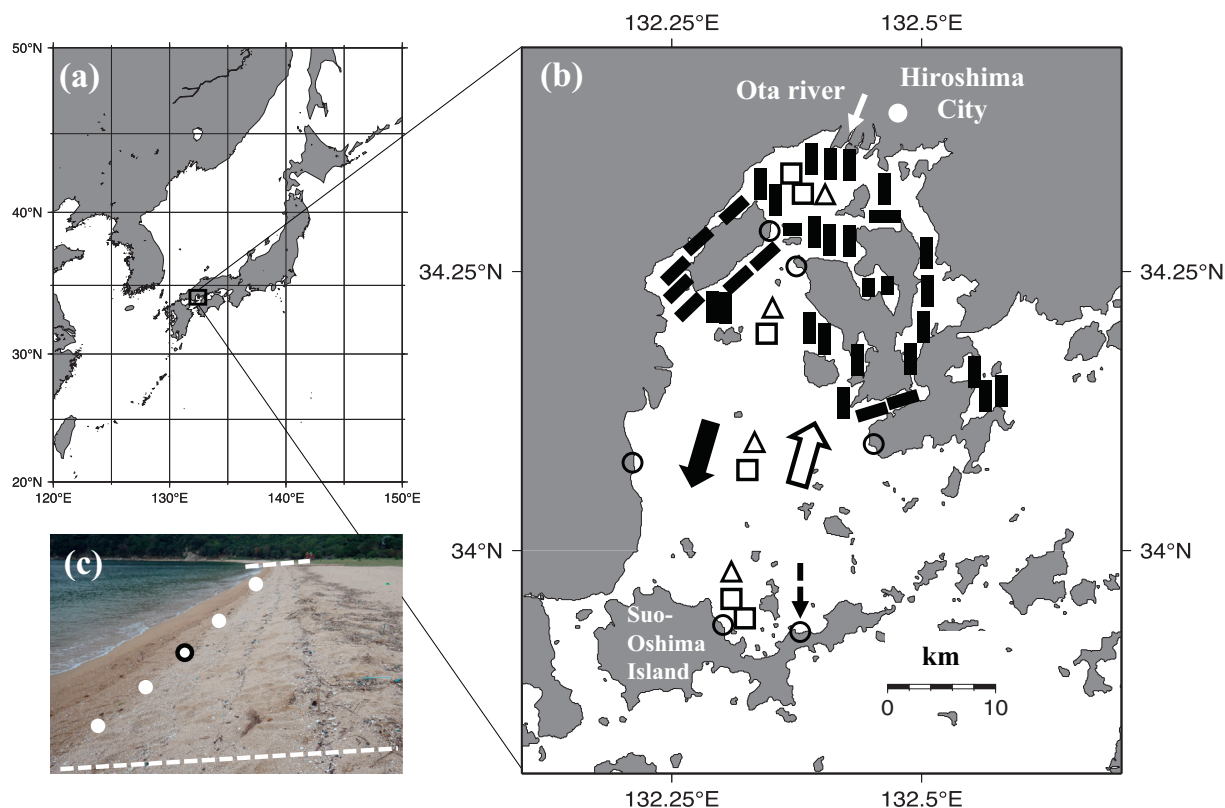 (a)
50°N
40°N
30°N
20°N
120°E
130°E
140°E
150°E
(b)
132.25°E
132.5°E
Ota river
Hiroshima
City
34.25°N
34.25°N
34°N
34°N
Suo-
Oshima
Island
km
0
10
132.25°E
132.5°E
(c)